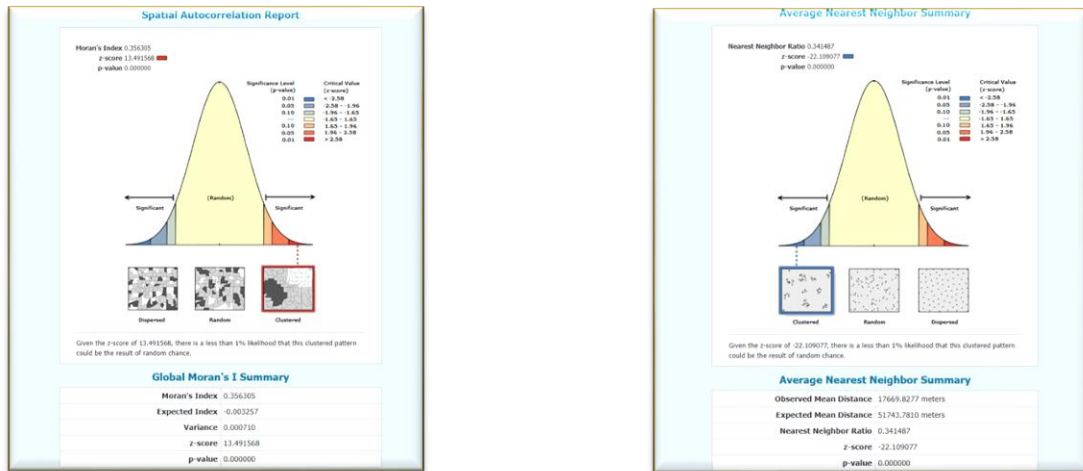 Spatial Autocorrelation Report
Moran's Index 0.356305
z-score 13.491568
p-value 0.000000
Significance Level (p-value)
Critical Value (z-score)
0.01 < -2.58
0.05 -2.58 - -1.96
0.10 -1.96 - -1.65
--- -1.65 - 1.65
0.10 1.65 - 1.96
0.05 1.96 - 2.58
0.01 > 2.58
(Random)
Significant
Significant
Dispersed
Random
Clustered
Given the z-score of 13.491568, there is a less than 1% likelihood that this clustered pattern
could be the result of random chance.
Global Moran's I Summary
Moran's Index 0.356305
Expected Index -0.003257
Variance 0.000710
z-score 13.491568
p-value 0.000000
Average Nearest Neighbor Summary
Nearest Neighbor Ratio 0.341487
z-score -22.109077
p-value 0.000000
Significance Level (p-value)
Critical Value (z-score)
0.01 < -2.58
0.05 -2.58 - -1.96
0.10 -1.96 - -1.65
--- -1.65 - 1.65
0.10 1.65 - 1.96
0.05 1.96 - 2.58
0.01 > 2.58
(Random)
Significant
Significant
Clustered
Random
Dispersed
Given the z-score of -22.109077, there is a less than 1% likelihood that this clustered pattern
could be the result of random chance.
Average Nearest Neighbor Summary
Observed Mean Distance 17669.8277 meters
Expected Mean Distance 51743.7810 meters
Nearest Neighbor Ratio 0.341487
z-score -22.109077
p-value 0.000000